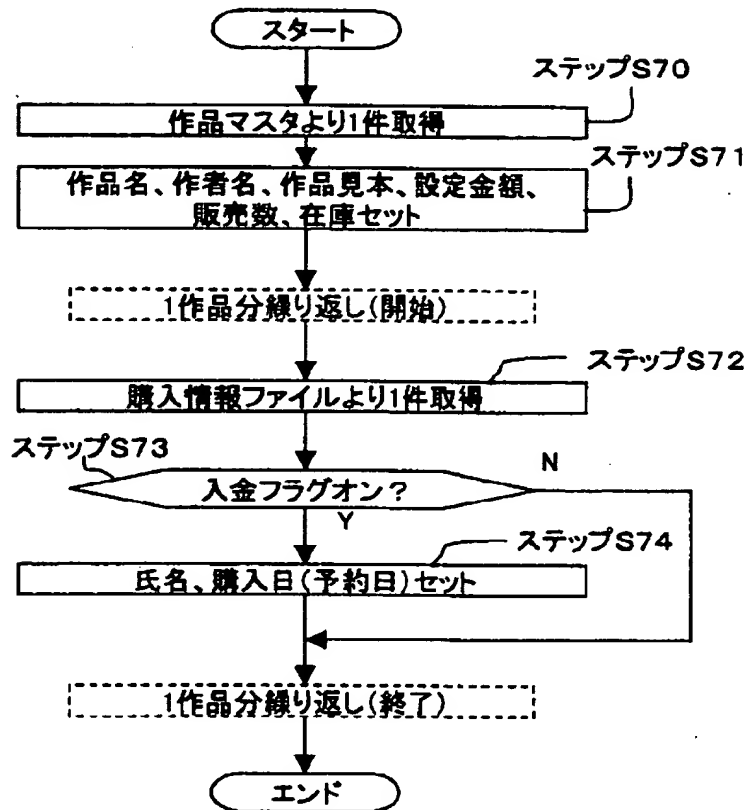 スタート
ステップS70
作品マスタより1件取得
ステップS71
作品名、作者名、作品見本、設定金額、
販売数、在庫セット
1作品分繰り返し(開始)
ステップS72
購入情報ファイルより1件取得
ステップS73
入金フラグオン?
N
Y
ステップS74
氏名、購入日(予約日)セット
1作品分繰り返し(終了)
エンド